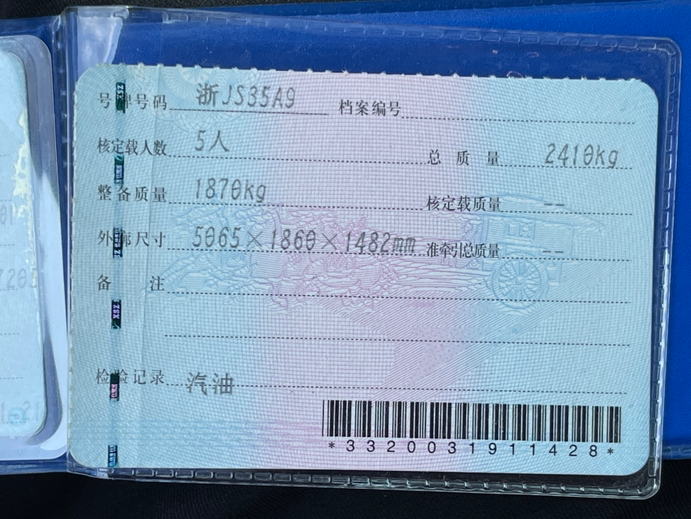 号牌号码 浙JS35A9 档案编号
核定载人数 5人 总质量 2410kg
整备质量 1870kg 核定载质量 --
外廓尺寸 5065×1860×1482mm 准牵引总质量 --
备注
检验记录 汽油
*3320031911428*